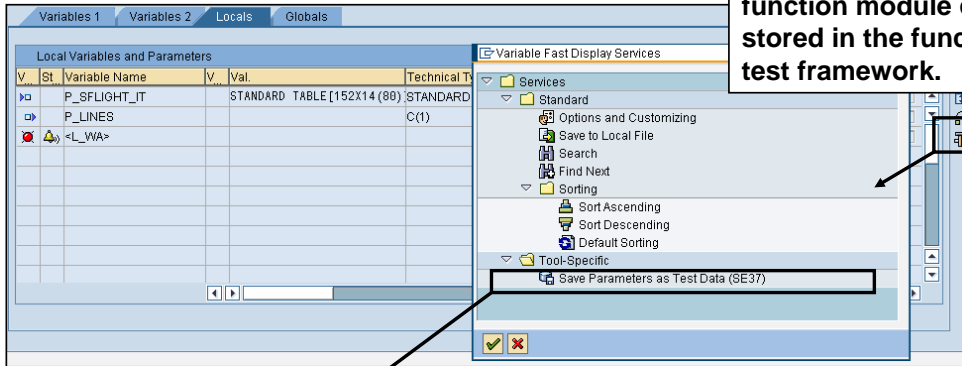 function module
stored in the func
test framework.
Variables 1 Variables 2 Locals Globals
Local Variables and Parameters
V... St... Variable Name V... Val. Technical Ty
P_SFLIGHT_IT STANDARD TABLE[152X14(80) STANDARD
P_LINES C(1)
<L_WA>
Variable Fast Display Services
Services
Standard
Options and Customizing
Save to Local File
Search
Find Next
Sorting
Sort Ascending
Sort Descending
Default Sorting
Tool-Specific
Save Parameters as Test Data (SE37)